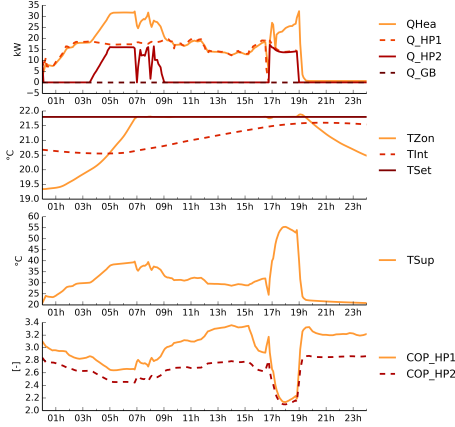 35
30
25
20
15
10
5
0
−5
kW
01h 03h 05h 07h 09h 11h 13h 15h 17h 19h 21h 23h
QHea
Q_HP1
Q_HP2
Q_GB
22.0
21.5
21.0
20.5
20.0
19.5
19.0
°C
01h 03h 05h 07h 09h 11h 13h 15h 17h 19h 21h 23h
TZon
TInt
TSet
60
55
50
45
40
35
30
25
20
°C
01h 03h 05h 07h 09h 11h 13h 15h 17h 19h 21h 23h
TSup
3.4
3.2
3.0
2.8
2.6
2.4
2.2
2.0
[-]
01h 03h 05h 07h 09h 11h 13h 15h 17h 19h 21h 23h
COP_HP1
COP_HP2